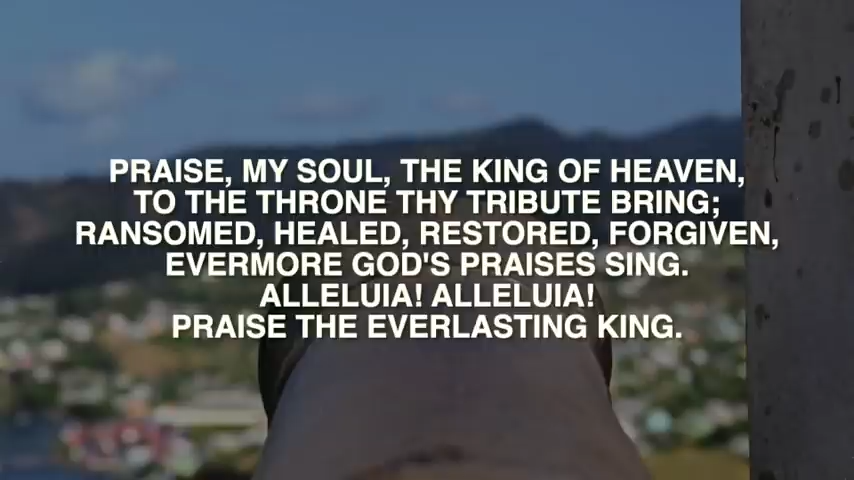 PRAISE, MY SOUL, THE KING OF HEAVEN,
TO THE THRONE THY TRIBUTE BRING;
RANSOMED, HEALED, RESTORED, FORGIVEN,
EVERMORE GOD'S PRAISES SING.
ALLELUIA! ALLELUIA!
PRAISE THE EVERLASTING KING.